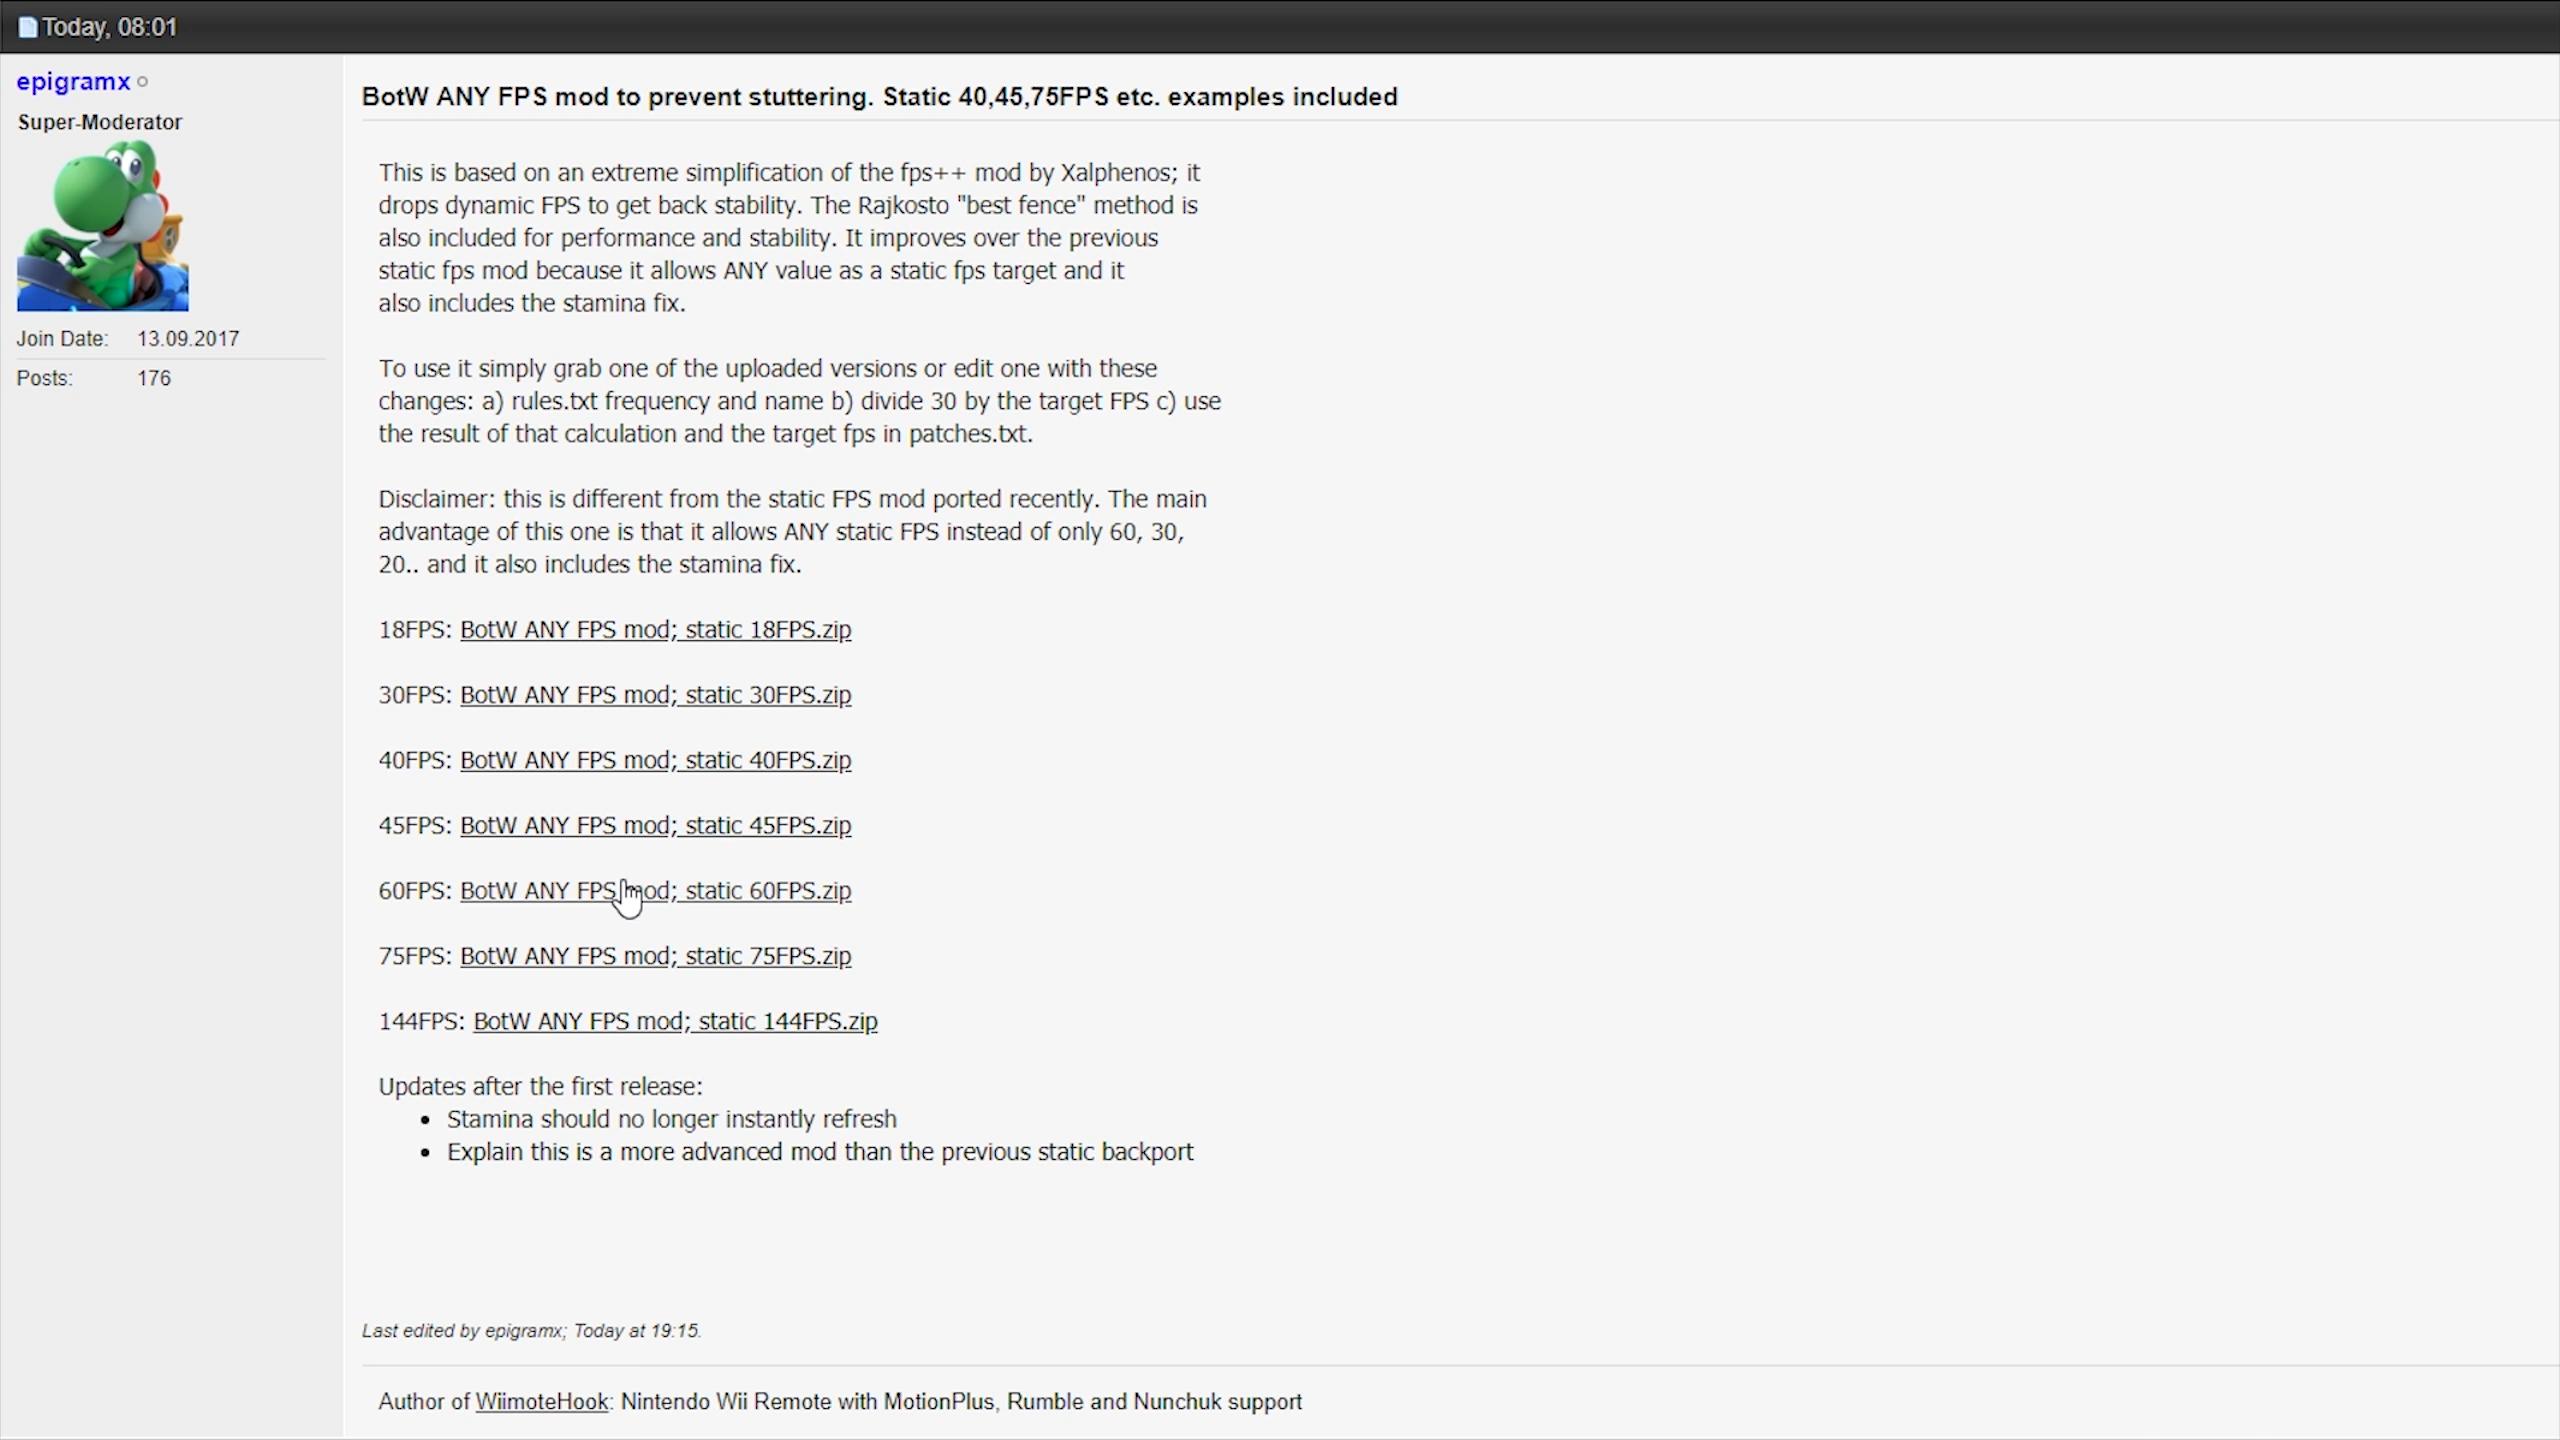 Today, 08:01
epigramx
Super-Moderator
Join Date: 13.09.2017
Posts: 176
BotW ANY FPS mod to prevent stuttering. Static 40,45,75FPS etc. examples included
This is based on an extreme simplification of the fps++ mod by Xalphenos; it
drops dynamic FPS to get back stability. The Rajkosto "best fence" method is
also included for performance and stability. It improves over the previous
static fps mod because it allows ANY value as a static fps target and it
also includes the stamina fix.
To use it simply grab one of the uploaded versions or edit one with these
changes: a) rules.txt frequency and name b) divide 30 by the target FPS c) use
the result of that calculation and the target fps in patches.txt.
Disclaimer: this is different from the static FPS mod ported recently. The main
advantage of this one is that it allows ANY static FPS instead of only 60, 30,
20.. and it also includes the stamina fix.
18FPS: BotW ANY FPS mod; static 18FPS.zip
30FPS: BotW ANY FPS mod; static 30FPS.zip
40FPS: BotW ANY FPS mod; static 40FPS.zip
45FPS: BotW ANY FPS mod; static 45FPS.zip
60FPS: BotW ANY FPS mod; static 60FPS.zip
75FPS: BotW ANY FPS mod; static 75FPS.zip
144FPS: BotW ANY FPS mod; static 144FPS.zip
Updates after the first release:
• Stamina should no longer instantly refresh
• Explain this is a more advanced mod than the previous static backport
Last edited by epigramx; Today at 19:15.
Author of WiimoteHook: Nintendo Wii Remote with MotionPlus, Rumble and Nunchuk support